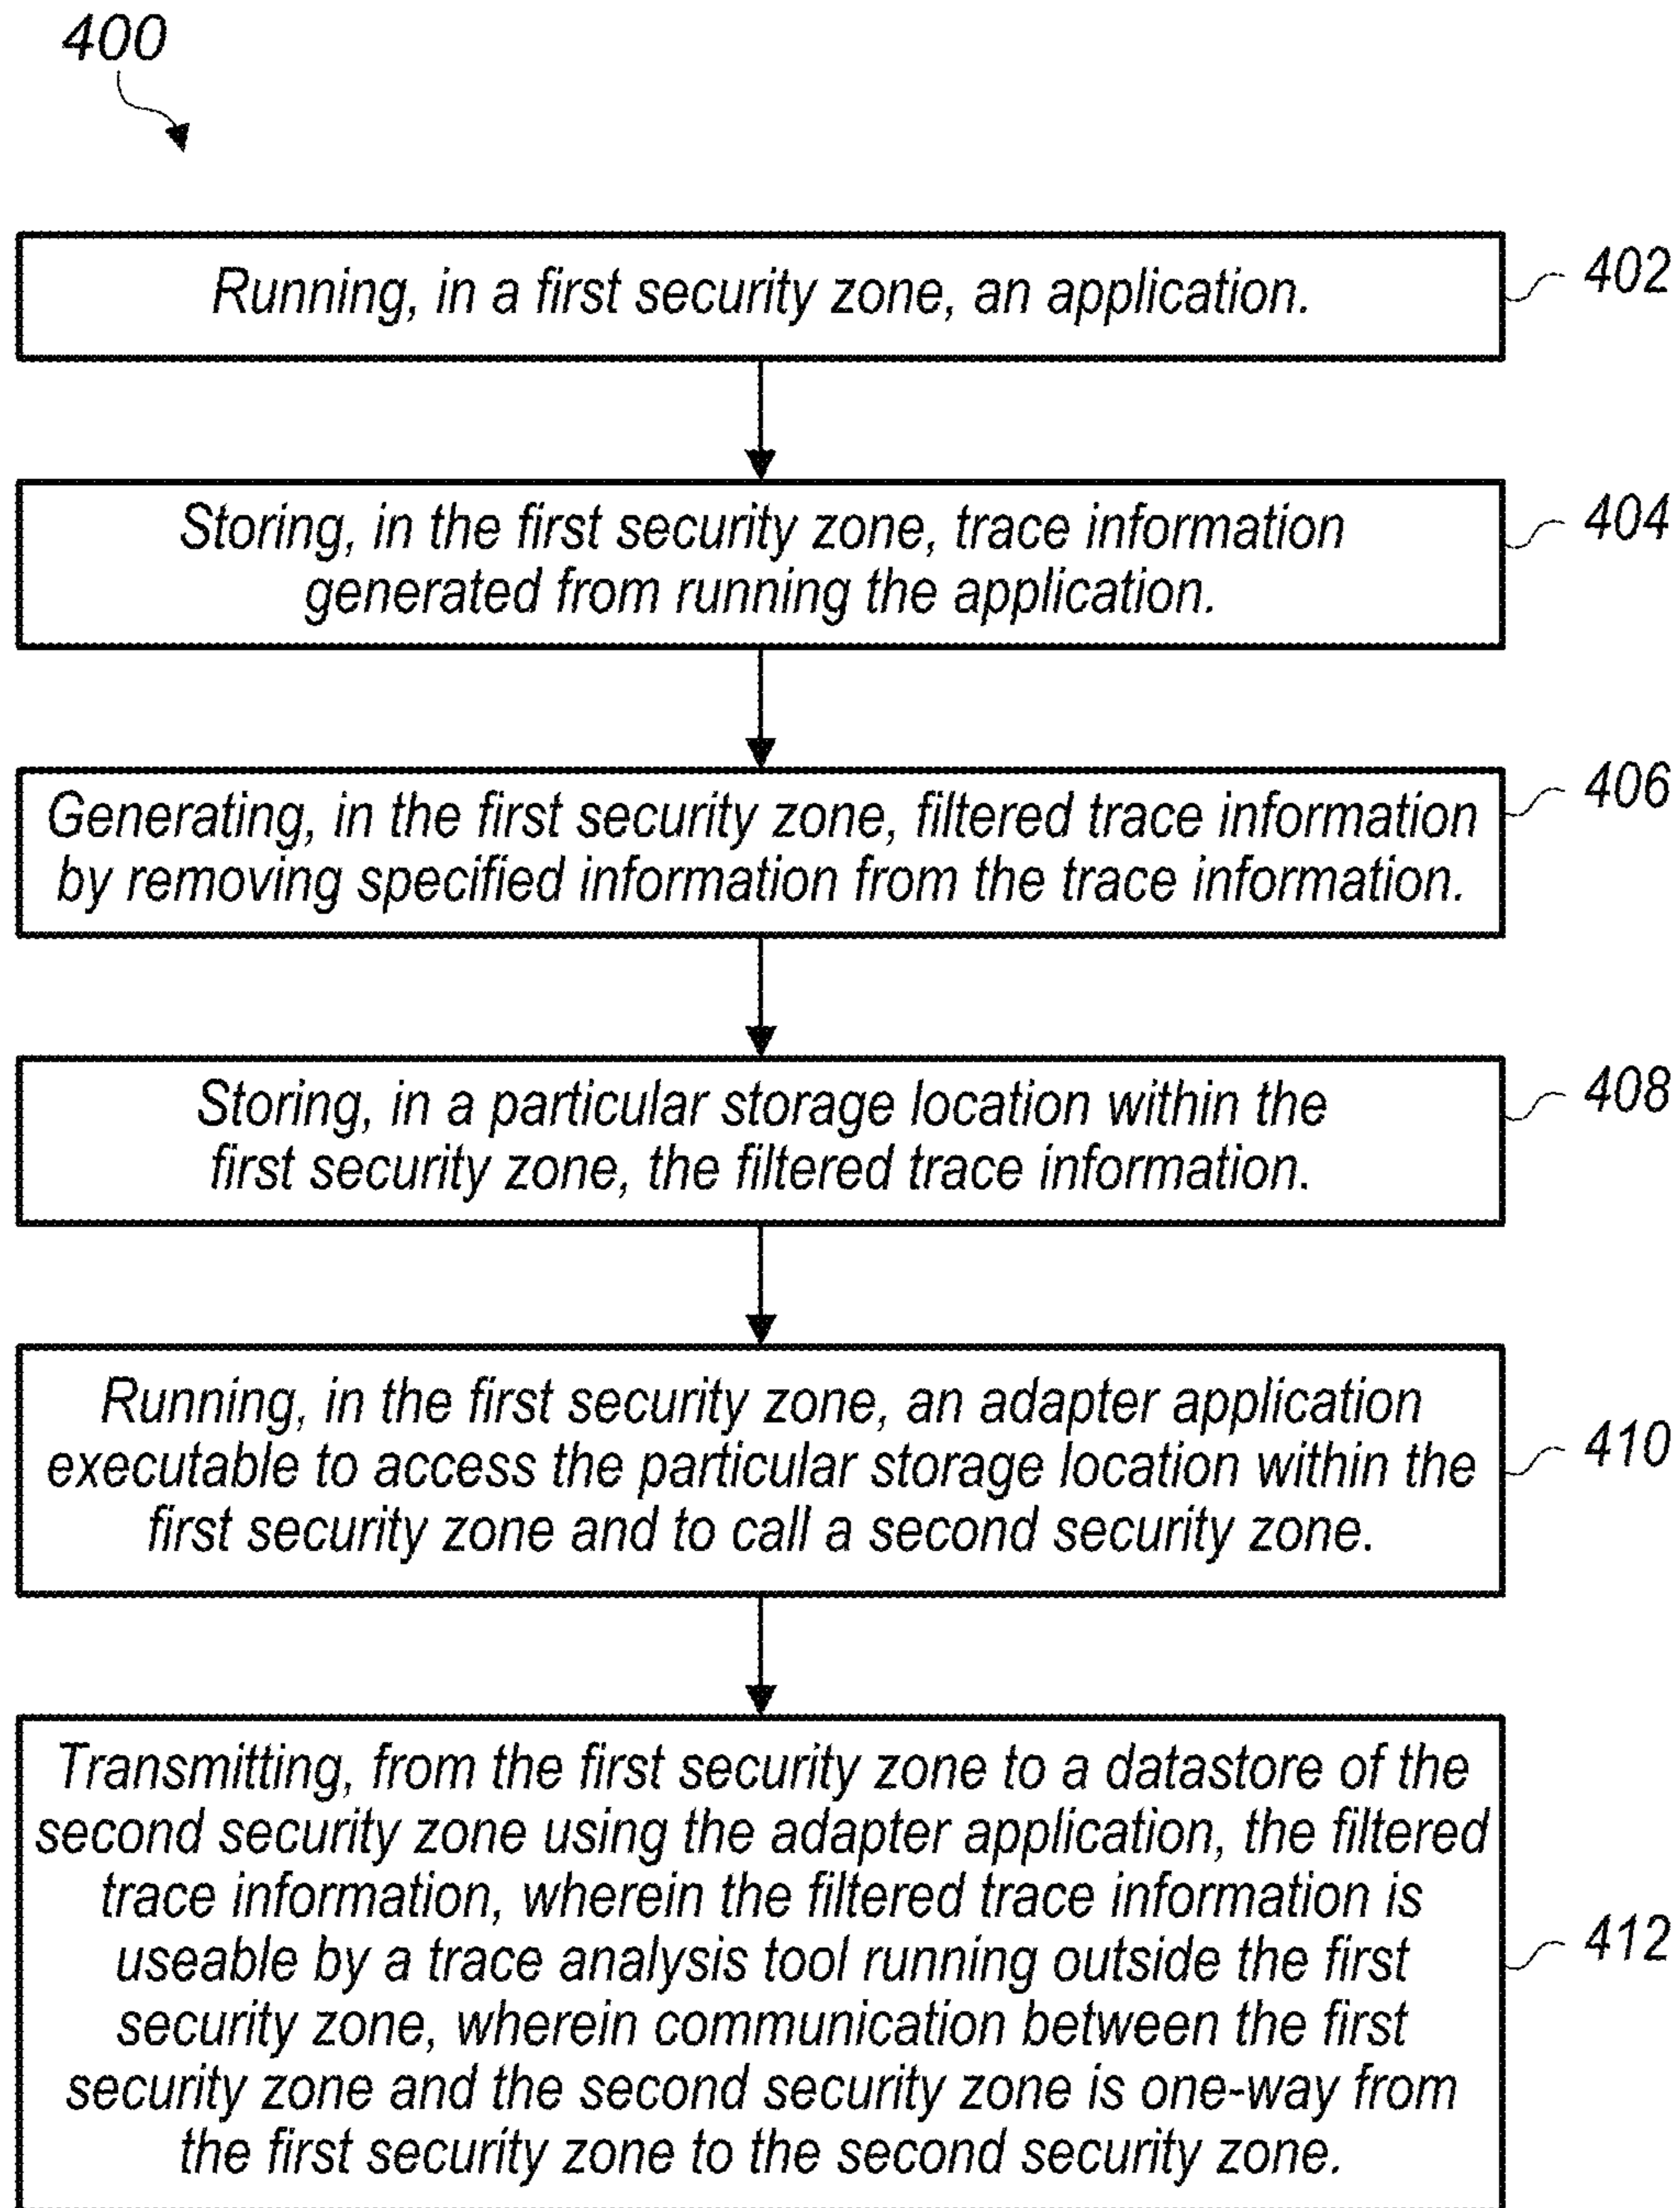 400
Running, in a first security zone, an application.
402
Storing, in the first security zone, trace information
generated from running the application.
404
Generating, in the first security zone, filtered trace information
by removing specified information from the trace information.
406
Storing, in a particular storage location within the
first security zone, the filtered trace information.
408
Running, in the first security zone, an adapter application
executable to access the particular storage location within the
first security zone and to call a second security zone.
410
Transmitting, from the first security zone to a datastore of the
second security zone using the adapter application, the filtered
trace information, wherein the filtered trace information is
useable by a trace analysis tool running outside the first
security zone, wherein communication between the first
security zone and the second security zone is one-way from
the first security zone to the second security zone.
412